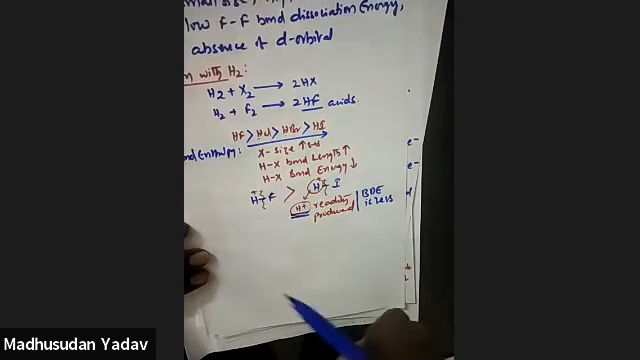 low F-F bond dissociation Energy,
absence of d-orbital
with H2:
H2 + X2 → 2HX
H2 + F2 → 2HF acids.
HF > HCl > HBr > HI
Enthalpy: X-size ↑
H-X bond Length ↑
H-X Bond Energy ↓
H-F > H-I
H+ readily produced
BDE is less
e-
e-
Madhusudan Yadav